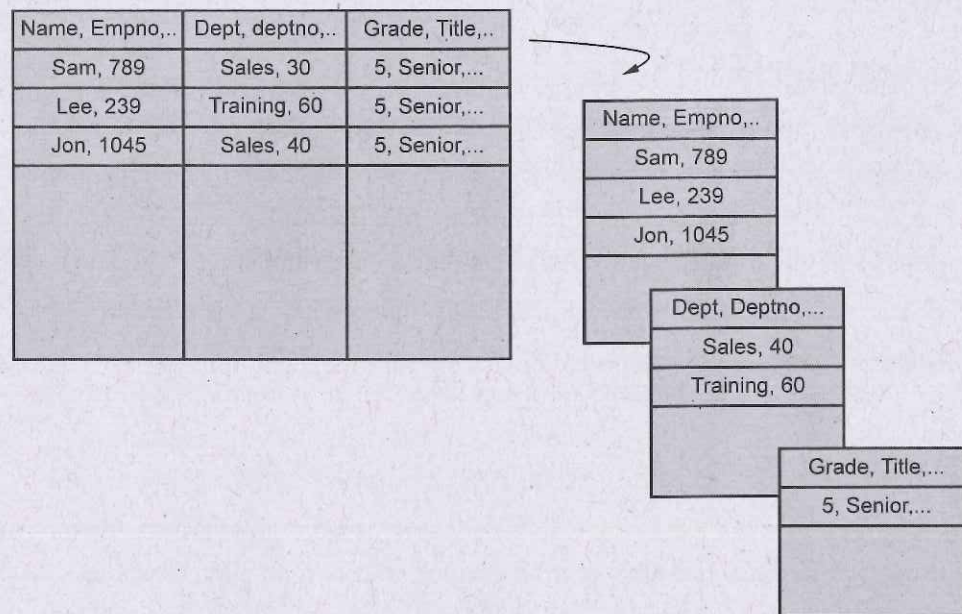 Name, Empno,.. Dept, deptno,.. Grade, Title,..
Sam, 789 Sales, 30 5, Senior,...
Lee, 239 Training, 60 5, Senior,...
Jon, 1045 Sales, 40 5, Senior,...
Name, Empno,..
Sam, 789
Lee, 239
Jon, 1045
Dept, Deptno,...
Sales, 40
Training, 60
Grade, Title,...
5, Senior,...